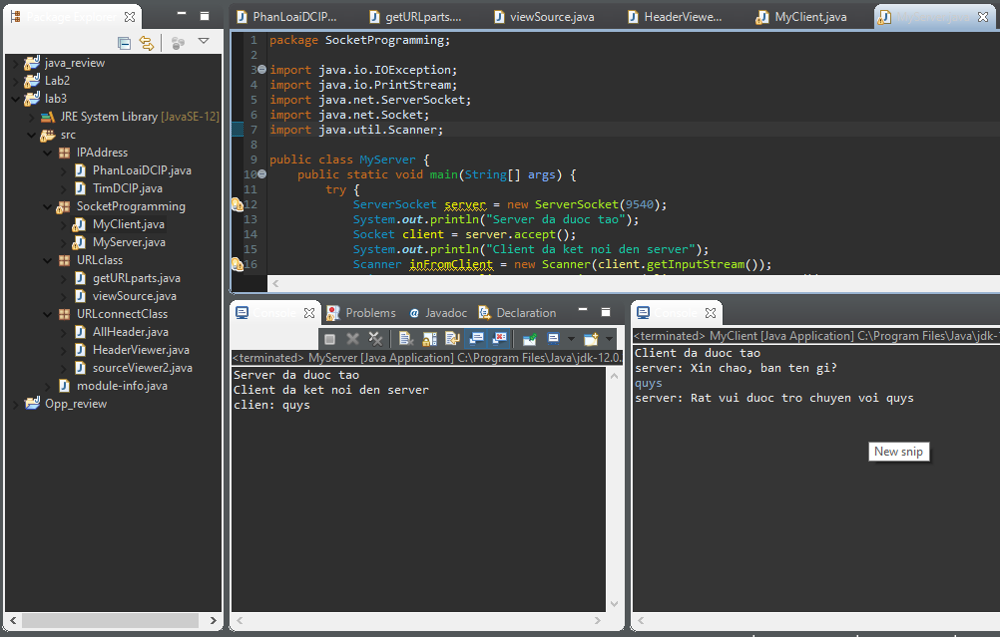 Package Explorer
java_review
Lab2
lab3
JRE System Library [JavaSE-12]
src
IPAddress
PhanLoaiDCIP.java
TimDCIP.java
SocketProgramming
MyClient.java
MyServer.java
URLclass
getURLparts.java
viewSource.java
URLconnectClass
AllHeader.java
HeaderViewer.java
sourceViewer2.java
module-info.java
Opp_review
PhanLoaiDCIP... getURLparts.... viewSource.java HeaderViewe... MyClient.java
1 package SocketProgramming;
2
3 import java.io.IOException;
4 import java.io.PrintStream;
5 import java.net.ServerSocket;
6 import java.net.Socket;
7 import java.util.Scanner;
8
9 public class MyServer {
10 public static void main(String[] args) {
11 try {
12 ServerSocket server = new ServerSocket(9540);
13 System.out.println("Server da duoc tao");
14 Socket client = server.accept();
15 System.out.println("Client da ket noi den server");
16 Scanner inFromClient = new Scanner(client.getInputStream());
Console Problems Javadoc Declaration
<terminated> MyServer [Java Application] C:\Program Files\Java\jdk-12.0.
Server da duoc tao
Client da ket noi den server
clien: quys
Console
<terminated> MyClient [Java Application] C:\Program Files\Java\jdk-
Client da duoc tao
server: Xin chao, ban ten gi?
quys
server: Rat vui duoc tro chuyen voi quys
New snip